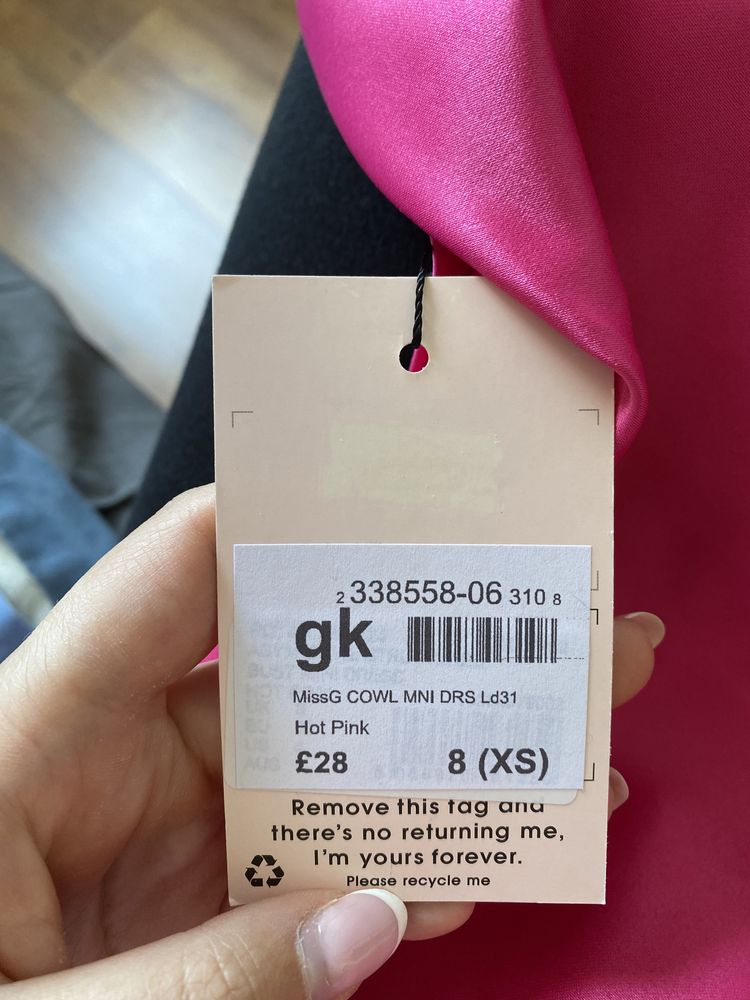 2 338558-06 310 8
gk
MissG COWL MNI DRS Ld31
Hot Pink
£28 8 (XS)
Remove this tag and
there's no returning me,
I'm yours forever.
Please recycle me